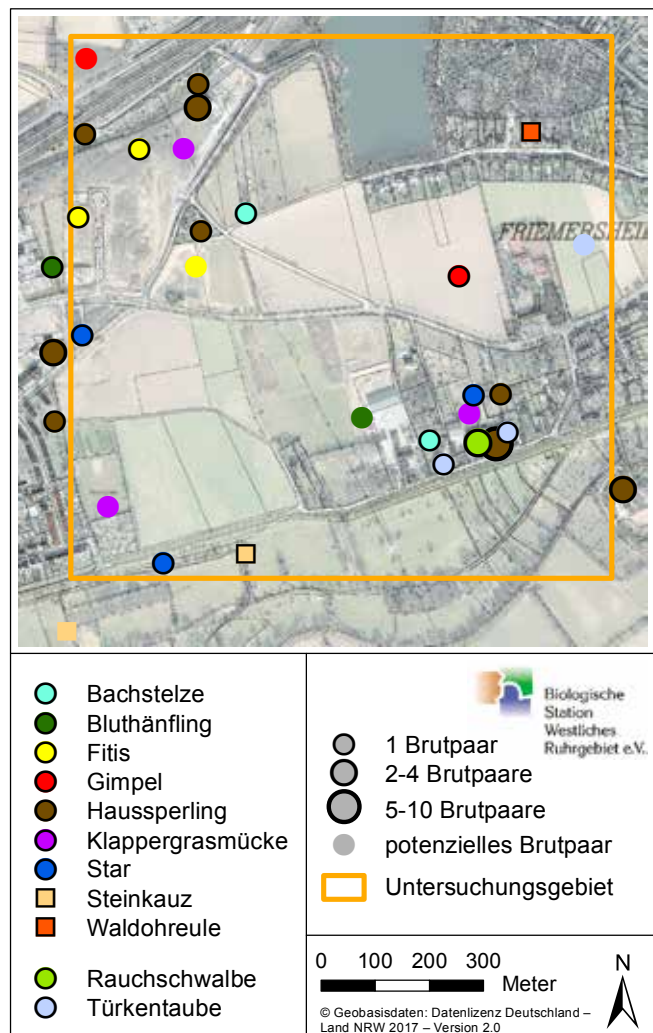 FRIEMERSHEI
Bachstelze
Bluthänfling
Fitis
Gimpel
Haussperling
Klappergrasmücke
Star
Steinkauz
Waldohreule
Rauchschwalbe
Türkentaube
Biologische
Station
Westliches
Ruhrgebiet e.V.
1 Brutpaar
2-4 Brutpaare
5-10 Brutpaare
potenzielles Brutpaar
Untersuchungsgebiet
0 100 200 300
Meter
N
© Geobasisdaten: Datenlizenz Deutschland –
Land NRW 2017 – Version 2.0